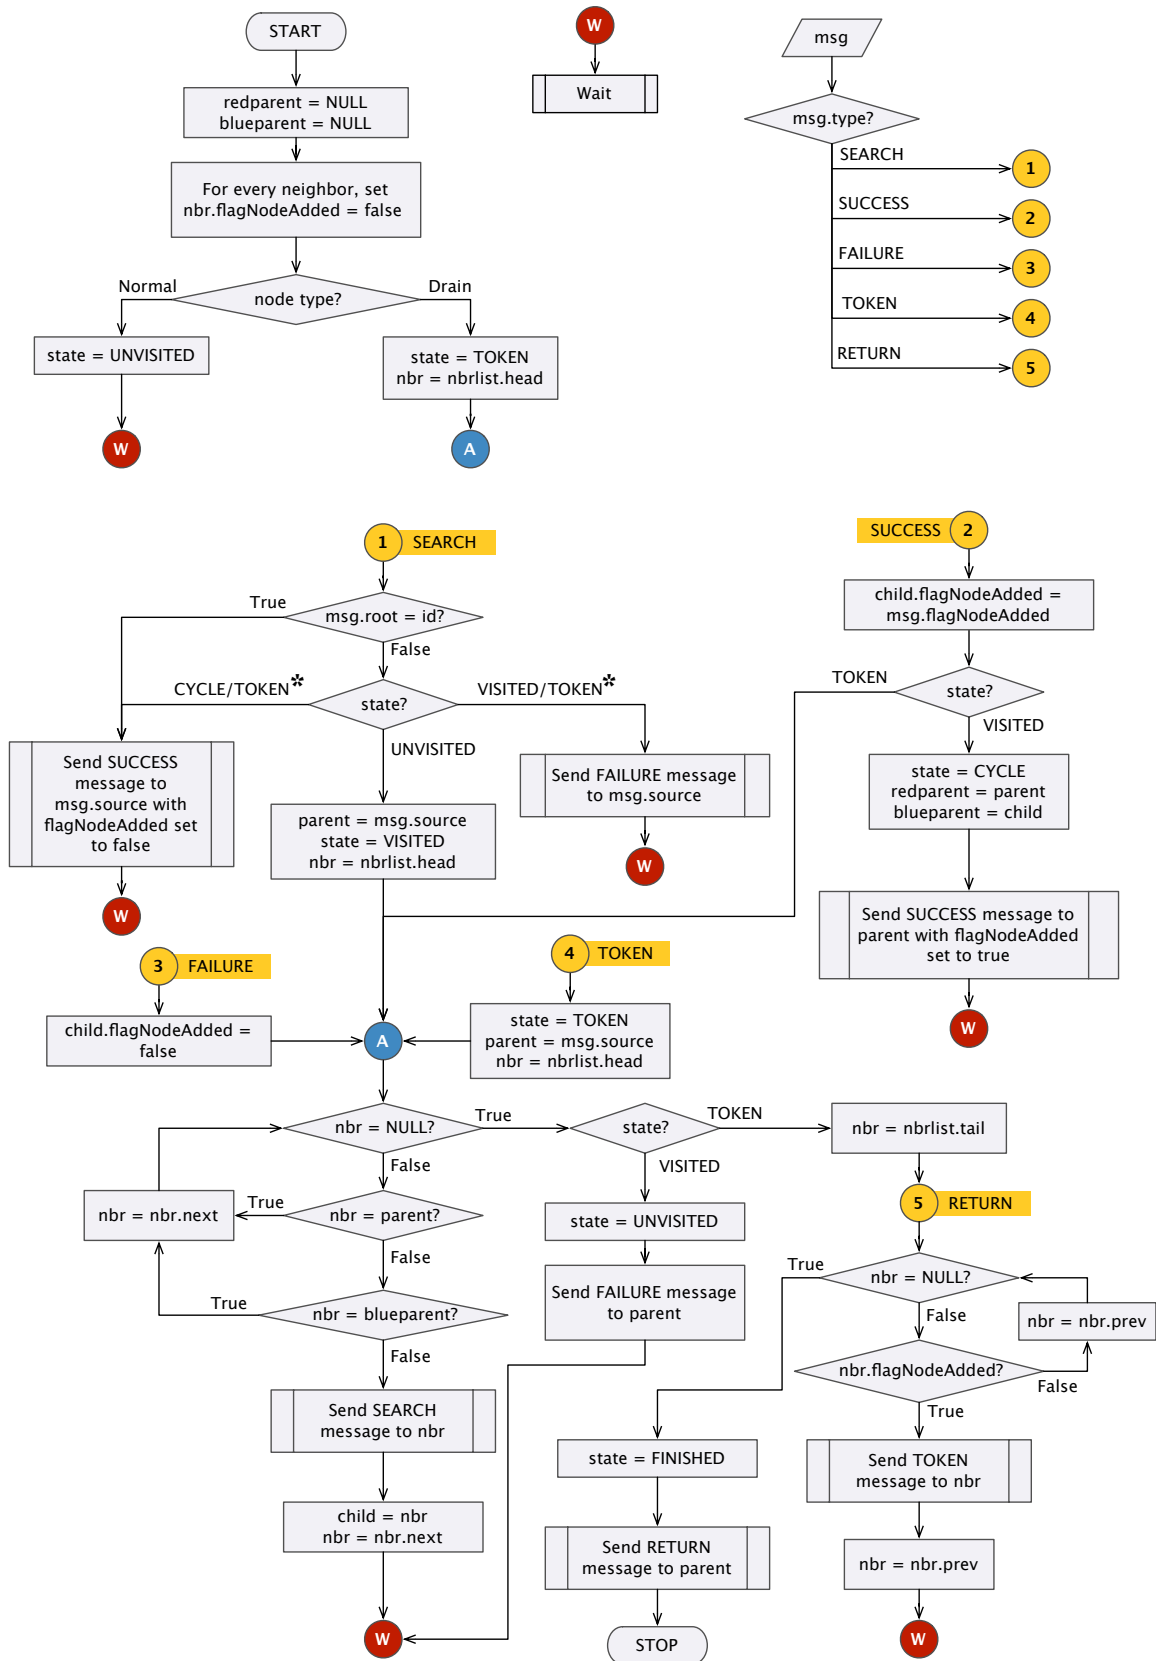 START
redparent = NULL
blueparent = NULL
For every neighbor, set
nbr.flagNodeAdded = false
node type?
Normal
Drain
state = UNVISITED
state = TOKEN
nbr = nbrlist.head
W
A
W
Wait
msg
msg.type?
SEARCH
1
SUCCESS
2
FAILURE
3
TOKEN
4
RETURN
5
1 SEARCH
msg.root = id?
True
False
state?
CYCLE/TOKEN*
VISITED/TOKEN*
UNVISITED
Send SUCCESS
message to
msg.source with
flagNodeAdded set
to false
W
parent = msg.source
state = VISITED
nbr = nbrlist.head
Send FAILURE message
to msg.source
W
SUCCESS 2
child.flagNodeAdded =
msg.flagNodeAdded
state?
TOKEN
VISITED
state = CYCLE
redparent = parent
blueparent = child
Send SUCCESS message to
parent with flagNodeAdded
set to true
W
3 FAILURE
child.flagNodeAdded =
false
4 TOKEN
state = TOKEN
parent = msg.source
nbr = nbrlist.head
A
nbr = NULL?
True
False
nbr = parent?
True
False
nbr = nbr.next
nbr = blueparent?
True
False
Send SEARCH
message to nbr
child = nbr
nbr = nbr.next
W
state?
TOKEN
VISITED
state = UNVISITED
Send FAILURE message
to parent
nbr = nbrlist.tail
5 RETURN
nbr = NULL?
True
False
nbr = nbr.prev
nbr.flagNodeAdded?
False
True
Send TOKEN
message to nbr
nbr = nbr.prev
W
state = FINISHED
Send RETURN
message to parent
STOP